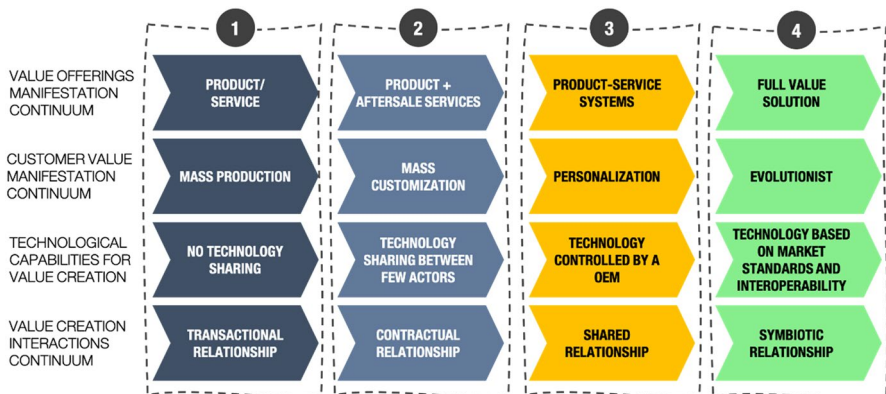 1
2
3
4
VALUE OFFERINGS
MANIFESTATION
CONTINUUM
PRODUCT/
SERVICE
PRODUCT +
AFTERSALE SERVICES
PRODUCT-SERVICE
SYSTEMS
FULL VALUE
SOLUTION
CUSTOMER VALUE
MANIFESTATION
CONTINUUM
MASS PRODUCTION
MASS
CUSTOMIZATION
PERSONALIZATION
EVOLUTIONIST
TECHNOLOGICAL
CAPABILITIES FOR
VALUE CREATION
NO TECHNOLOGY
SHARING
TECHNOLOGY
SHARING BETWEEN
FEW ACTORS
TECHNOLOGY
CONTROLLED BY A
OEM
TECHNOLOGY BASED
ON MARKET
STANDARDS AND
INTEROPERABILITY
VALUE CREATION
INTERACTIONS
CONTINUUM
TRANSACTIONAL
RELATIONSHIP
CONTRACTUAL
RELATIONSHIP
SHARED
RELATIONSHIP
SYMBIOTIC
RELATIONSHIP